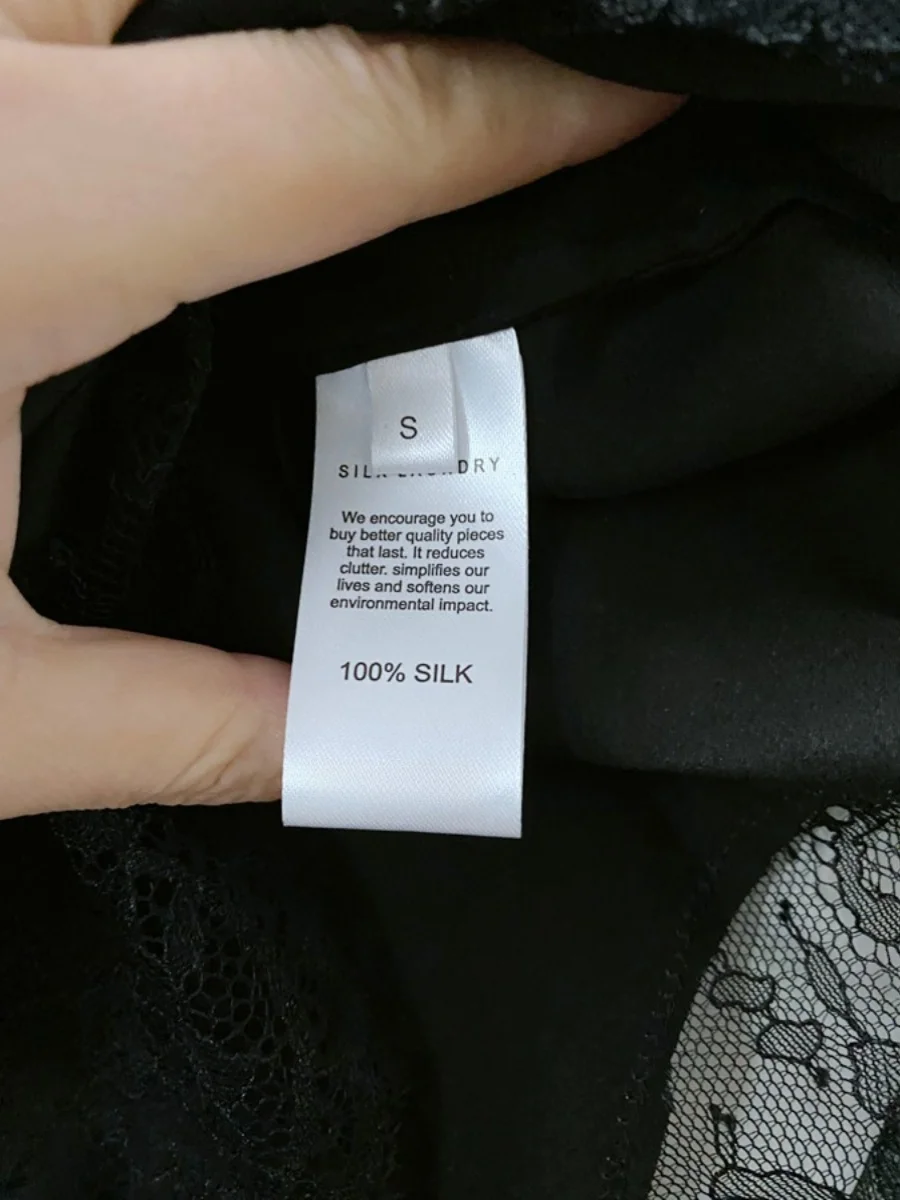 S
We encourage you to
buy better quality pieces
that last. It reduces
clutter. simplifies our
lives and softens our
environmental impact.
100% SILK